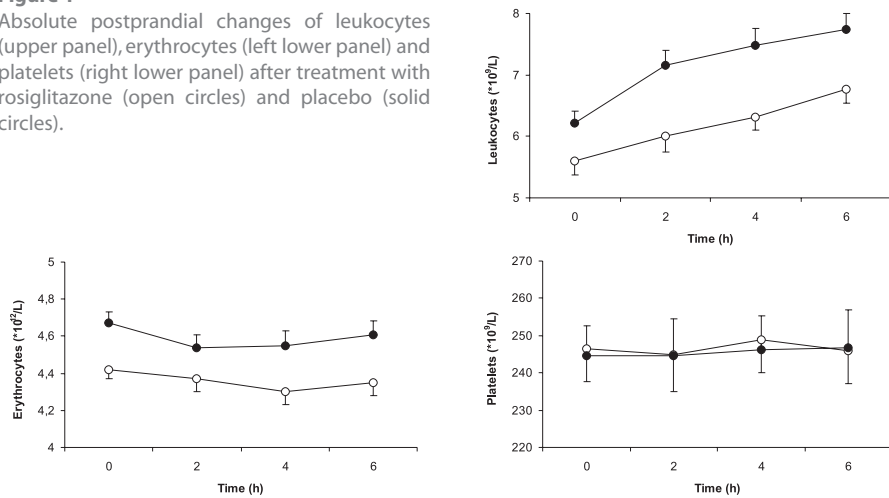 Absolute postprandial changes of leukocytes
(upper panel), erythrocytes (left lower panel) and
platelets (right lower panel) after treatment with
rosiglitazone (open circles) and placebo (solid
circles).
8
7
6
5
Leukocytes (*10⁹/L)
0 2 4 6
Time (h)
5
4,8
4,6
4,4
4,2
4
Erythrocytes (*10¹²/L)
0 2 4 6
Time (h)
270
260
250
240
230
220
Platelets (*10⁹/L)
0 2 4 6
Time (h)